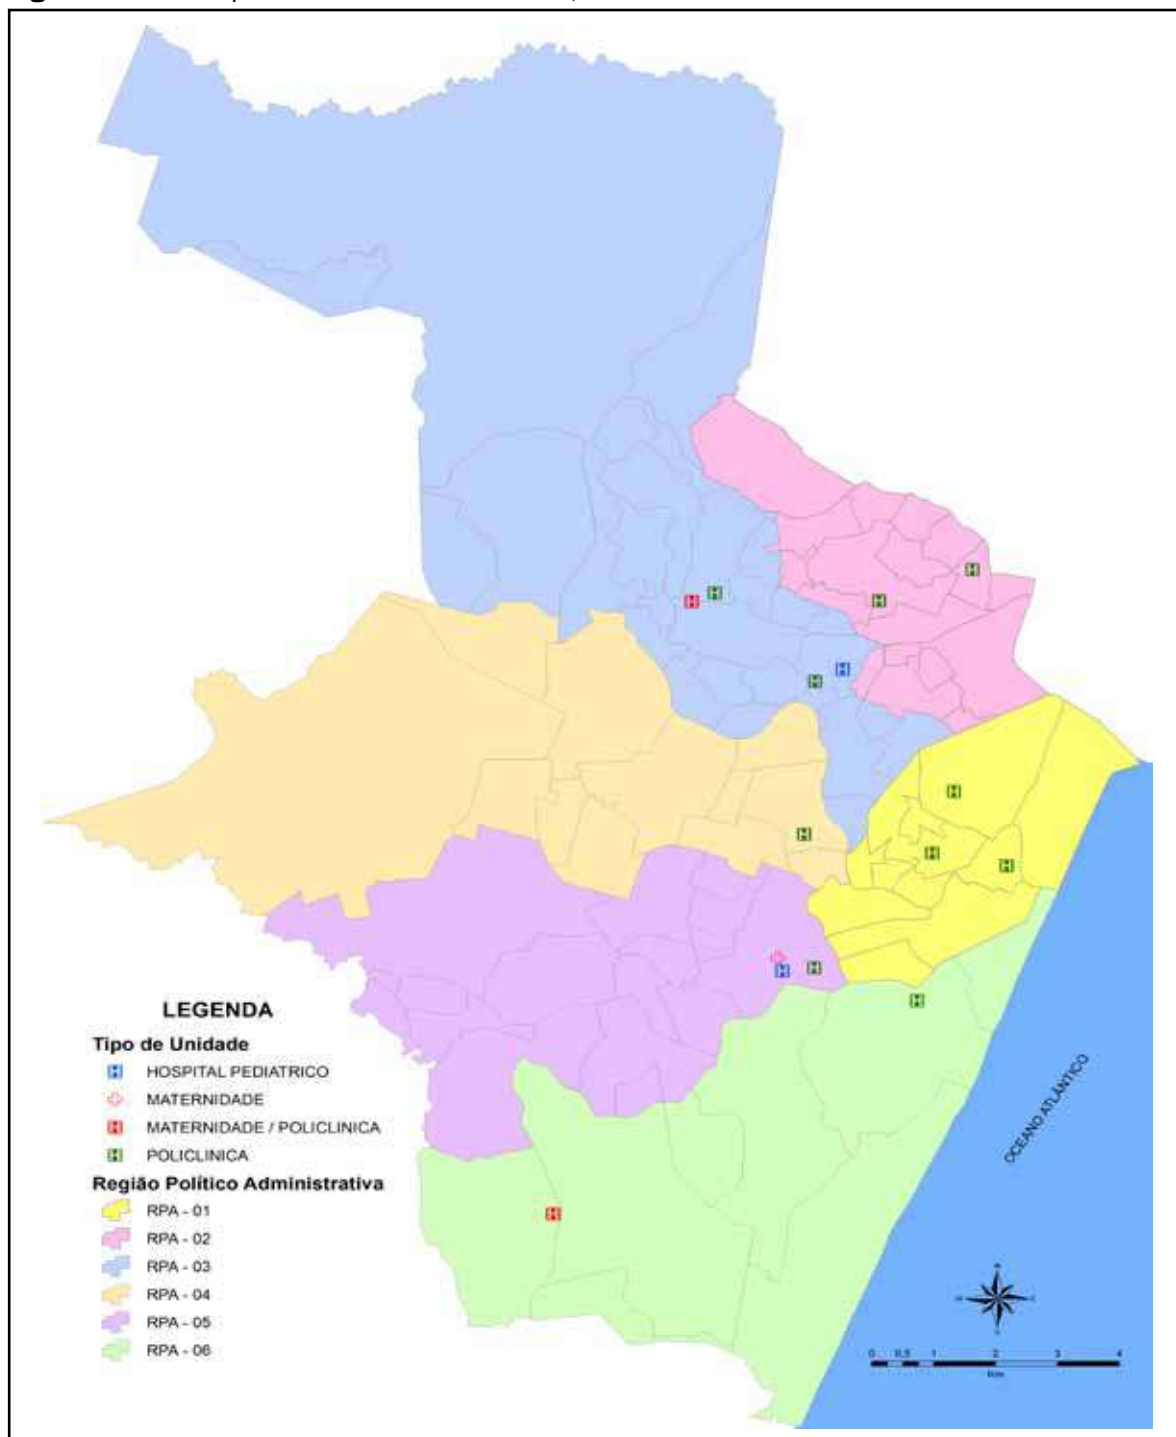 LEGENDA
Tipo de Unidade
H HOSPITAL PEDIATRICO
MATERNIDADE
H MATERNIDADE / POLICLINICA
H POLICLINICA
Região Político Administrativa
RPA - 01
RPA - 02
RPA - 03
RPA - 04
RPA - 05
RPA - 06
OCEANO ATLÂNTICO
0 0,5 1 2 3 4